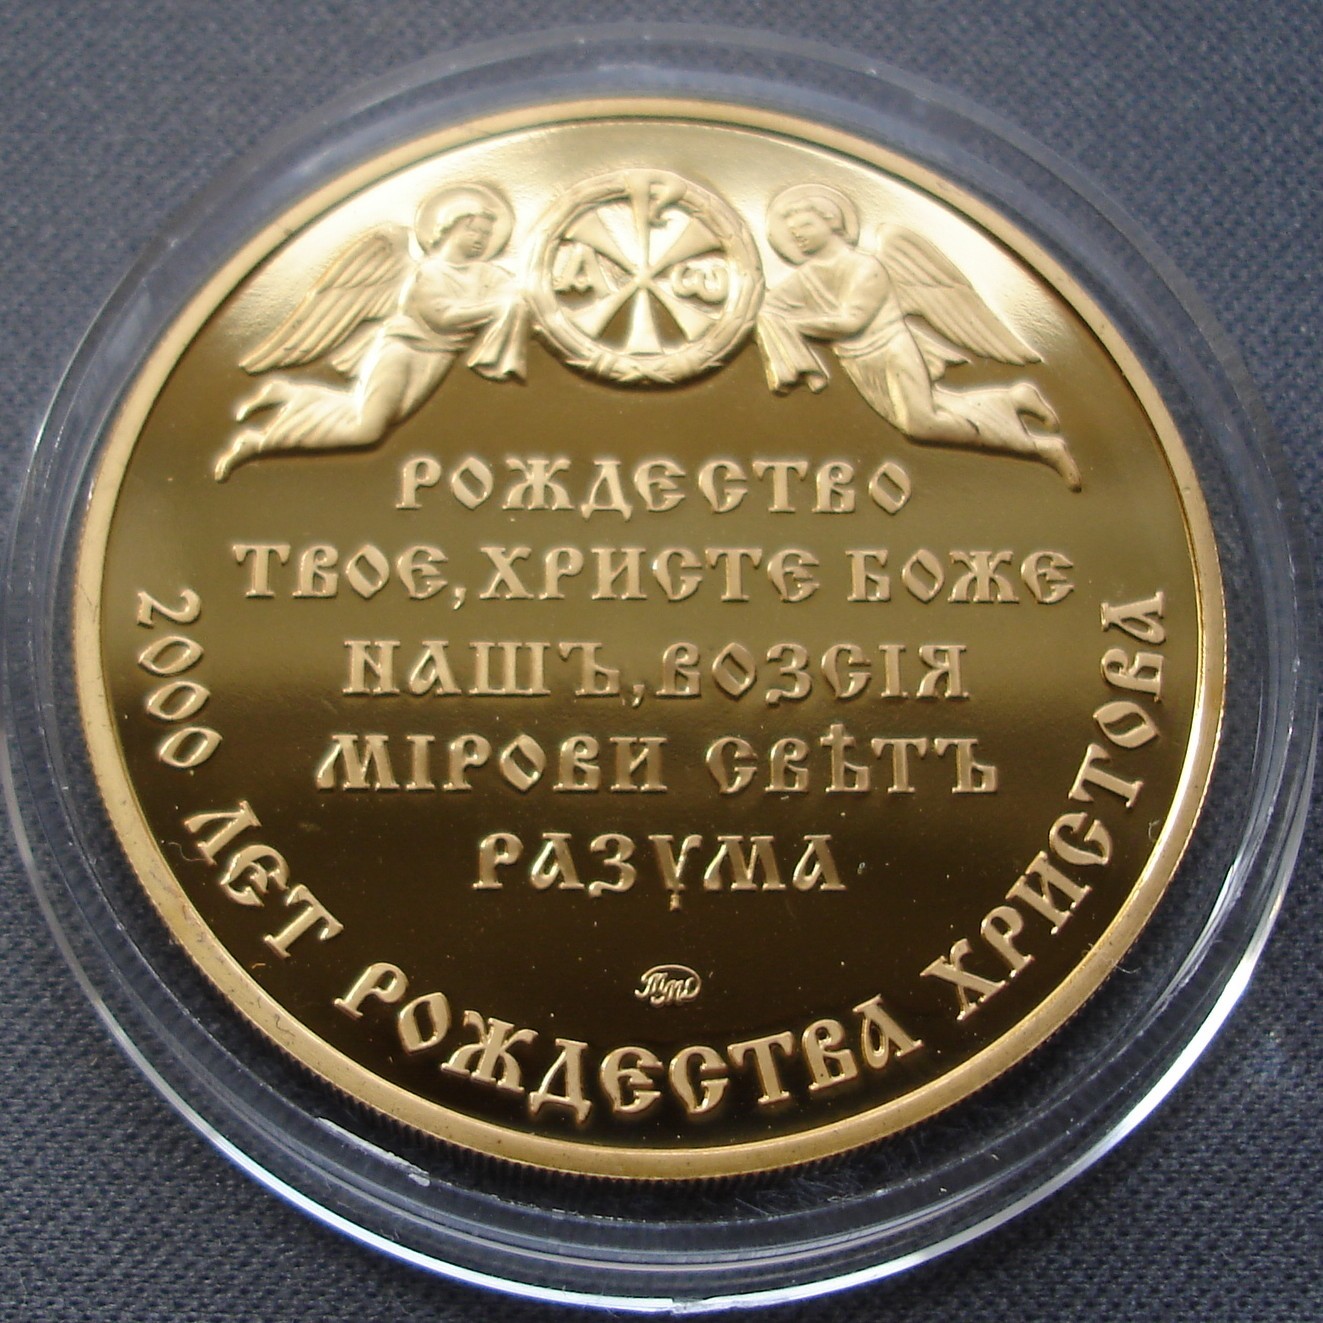 А Р Ѡ
РОЖДЕСТВО
ТВОЕ, ХРИСТЕ БОЖЕ
НАШЪ, ВОЗСІЯ
МІРОВИ СВѢТЪ
РАЗУМА
ММД
2000 ЛЕТ РОЖДЕСТВА ХРИСТОВА